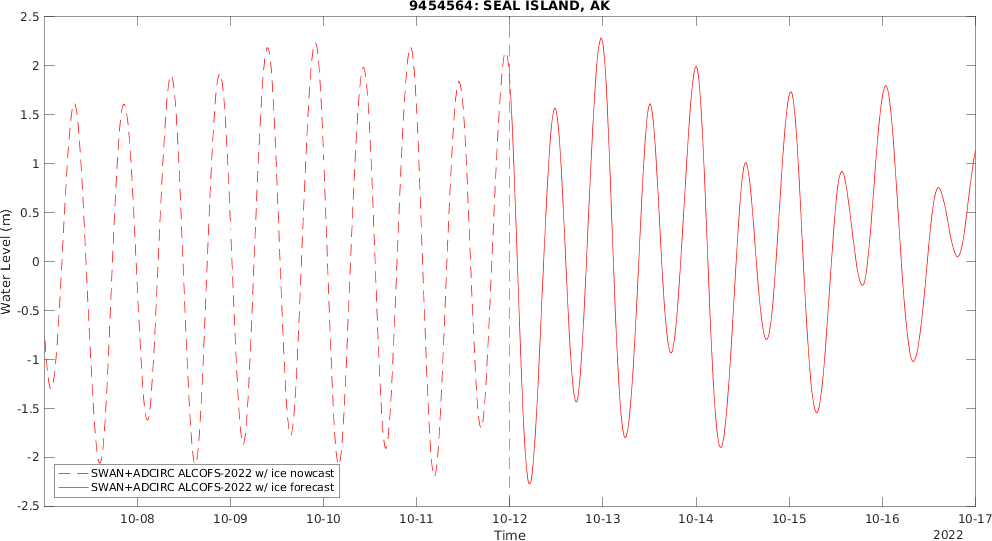 9454564: SEAL ISLAND, AK
2.5
2
1.5
1
0.5
0
-0.5
-1
-1.5
-2
-2.5
Water Level (m)
SWAN+ADCIRC ALCOFS-2022 w/ ice nowcast
SWAN+ADCIRC ALCOFS-2022 w/ ice forecast
10-08 10-09 10-10 10-11 10-12 10-13 10-14 10-15 10-16 10-17
Time
2022